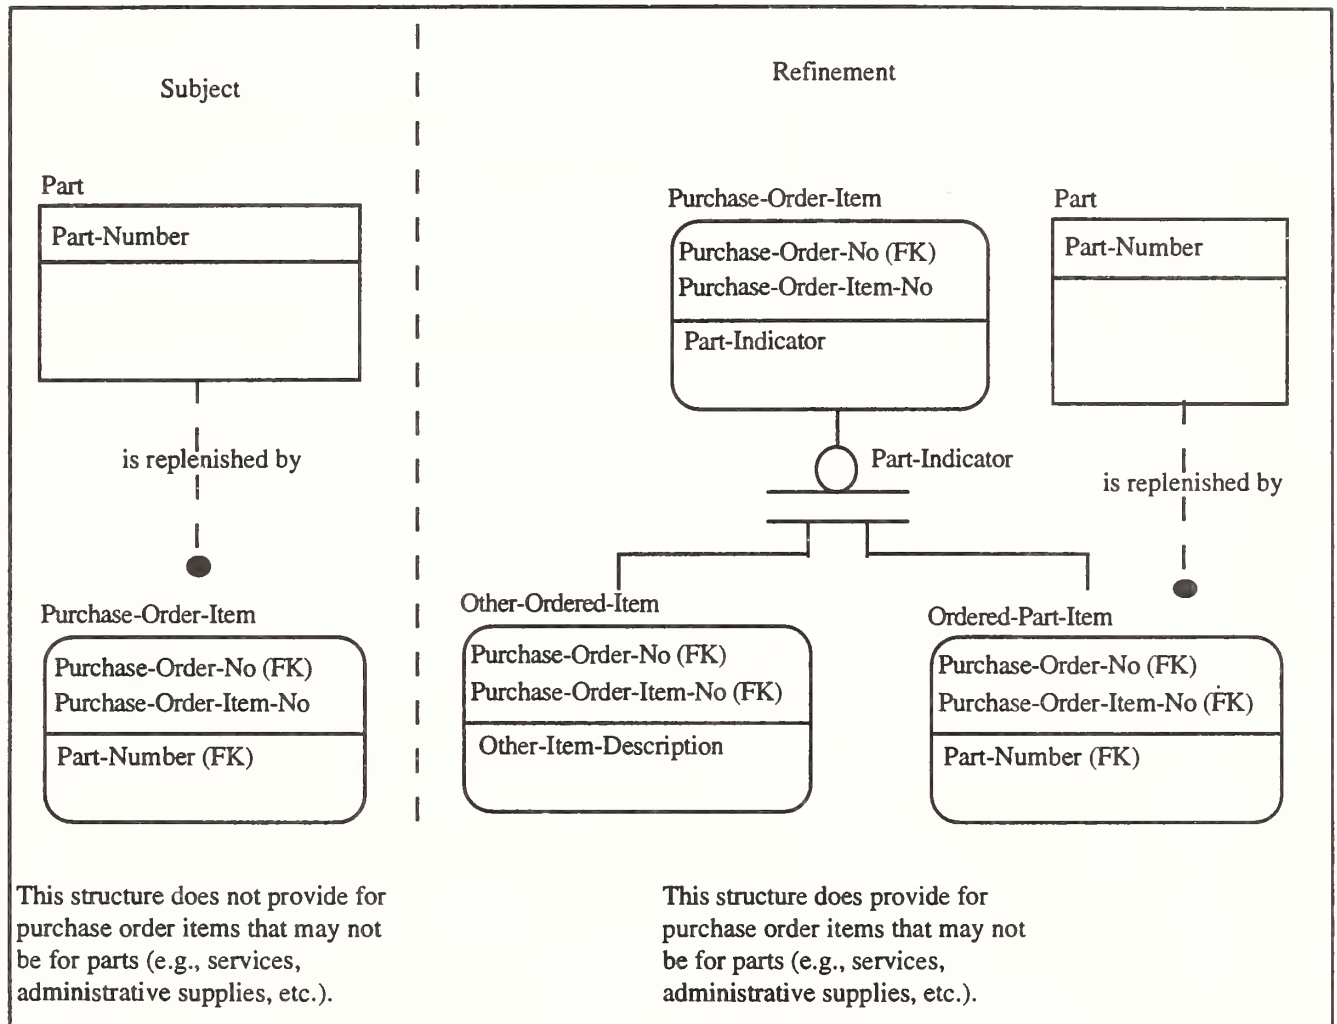 Subject
Part
Part-Number
is replenished by
Purchase-Order-Item
Purchase-Order-No (FK)
Purchase-Order-Item-No
Part-Number (FK)
This structure does not provide for
purchase order items that may not
be for parts (e.g., services,
administrative supplies, etc.).
Refinement
Purchase-Order-Item
Purchase-Order-No (FK)
Purchase-Order-Item-No
Part-Indicator
Part
Part-Number
Part-Indicator
is replenished by
Other-Ordered-Item
Purchase-Order-No (FK)
Purchase-Order-Item-No (FK)
Other-Item-Description
Ordered-Part-Item
Purchase-Order-No (FK)
Purchase-Order-Item-No (FK)
Part-Number (FK)
This structure does provide for
purchase order items that may not
be for parts (e.g., services,
administrative supplies, etc.).